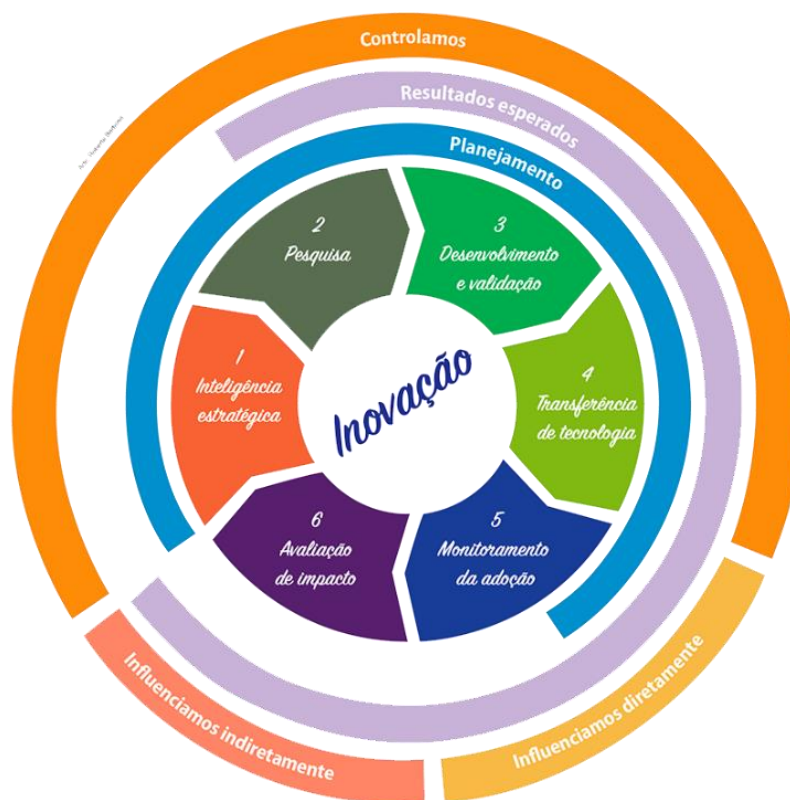 Controlamos
Resultados esperados
Planejamento
1
Inteligência
estratégica
2
Pesquisa
3
Desenvolvimento
e validação
4
Transferência
de tecnologia
5
Monitoramento
da adoção
6
Avaliação
de impacto
Inovação
Influenciamos diretamente
Influenciamos indiretamente